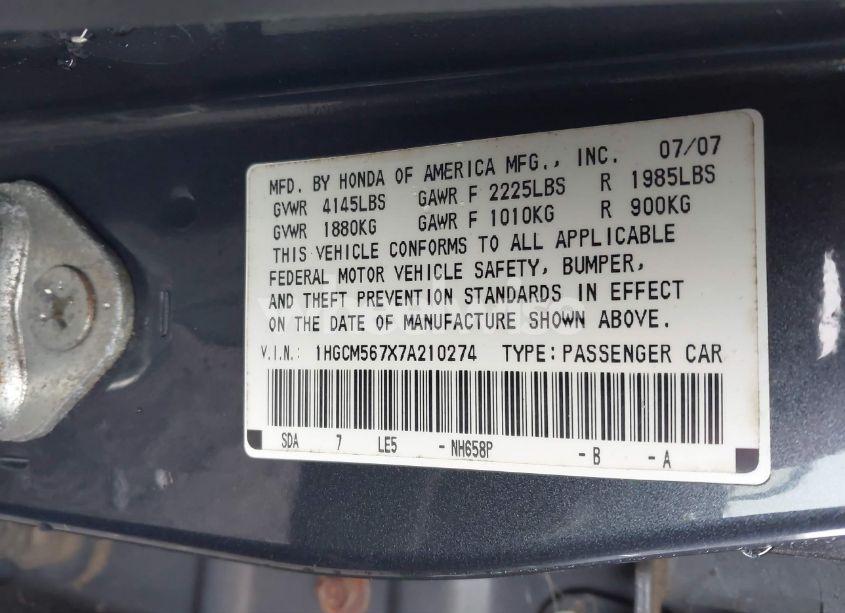 MFD. BY HONDA OF AMERICA MFG., INC. 07/07
GVWR 4145LBS GAWR F 2225LBS R 1985LBS
GVWR 1880KG GAWR F 1010KG R 900KG
THIS VEHICLE CONFORMS TO ALL APPLICABLE
FEDERAL MOTOR VEHICLE SAFETY, BUMPER,
AND THEFT PREVENTION STANDARDS IN EFFECT
ON THE DATE OF MANUFACTURE SHOWN ABOVE.
V.I.N.: 1HGCM567X7A210274 TYPE: PASSENGER CAR
SDA 7 LE5 -NH658P -B -A